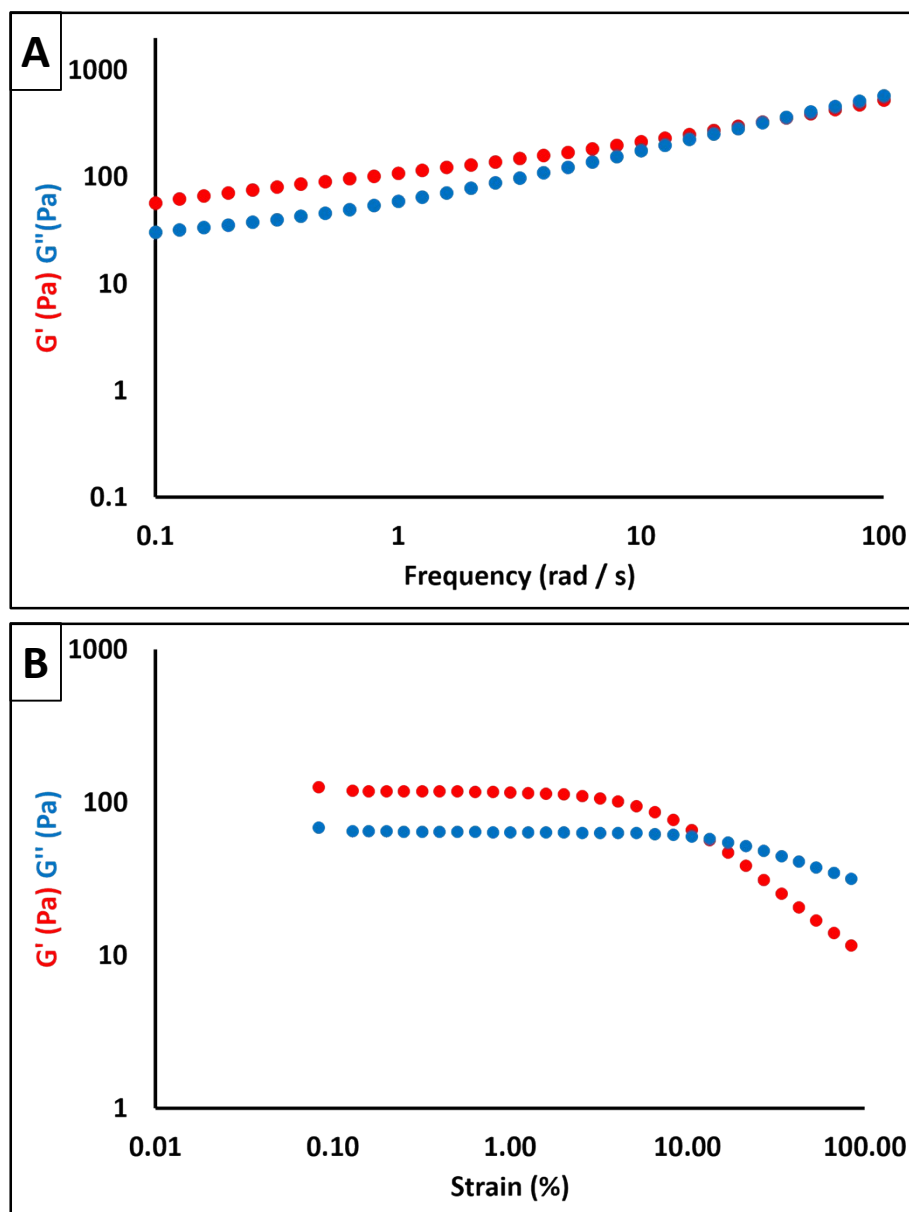 A
1000
100
10
1
0.1
G' (Pa) G"(Pa)
0.1 1 10 100
Frequency (rad / s)
B
1000
100
10
1
G' (Pa) G'' (Pa)
0.01 0.10 1.00 10.00 100.00
Strain (%)